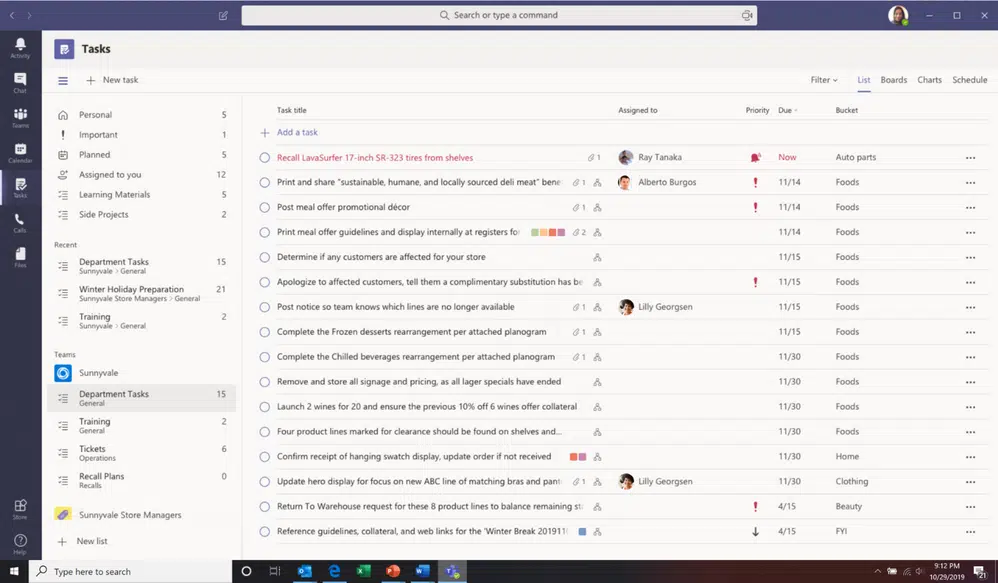 Search or type a command
Activity
Chat
Teams
Calendar
Tasks
Calls
Files
Store
Help
Tasks
New task
Filter
List Boards Charts Schedule
Personal 5
Important 1
Planned 5
Assigned to you 12
Learning Materials 5
Side Projects 2
Recent
Department Tasks 15
Sunnyvale > General
Winter Holiday Preparation 21
Sunnyvale Store Managers > General
Training 2
Sunnyvale > General
Teams
Sunnyvale
Department Tasks 15
General
Training 2
General
Tickets 6
Operations
Recall Plans 0
Recalls
Sunnyvale Store Managers
New list
Task title Assigned to Priority Due Bucket
Add a task
Recall LavaSurfer 17-inch SR-323 tires from shelves 1 Ray Tanaka Now Auto parts
Print and share "sustainable, humane, and locally sourced deli meat" bene 1 Alberto Burgos 11/14 Foods
Post meal offer promotional décor 1 11/14 Foods
Print meal offer guidelines and display internally at registers for 2 11/14 Foods
Determine if any customers are affected for your store 11/15 Foods
Apologize to affected customers, tell them a complimentary substitution has be 11/15 Foods
Post notice so team knows which lines are no longer available 1 Lilly Georgsen 11/15 Foods
Complete the Frozen desserts rearrangement per attached planogram 1 11/15 Foods
Complete the Chilled beverages rearrangement per attached planogram 1 11/30 Foods
Remove and store all signage and pricing, as all lager specials have ended 11/30 Foods
Launch 2 wines for 20 and ensure the previous 10% off 6 wines offer collateral 11/30 Foods
Four product lines marked for clearance should be found on shelves and... 11/30 Foods
Confirm receipt of hanging swatch display, update order if not received 11/30 Home
Update hero display for focus on new ABC line of matching bras and pant 1 Lilly Georgsen 11/30 Clothing
Return To Warehouse request for these 8 product lines to balance remaining st 4/15 Beauty
Reference guidelines, collateral, and web links for the 'Winter Break 201911 4/15 FYI
Type here to search
9:12 PM
10/29/2019
21